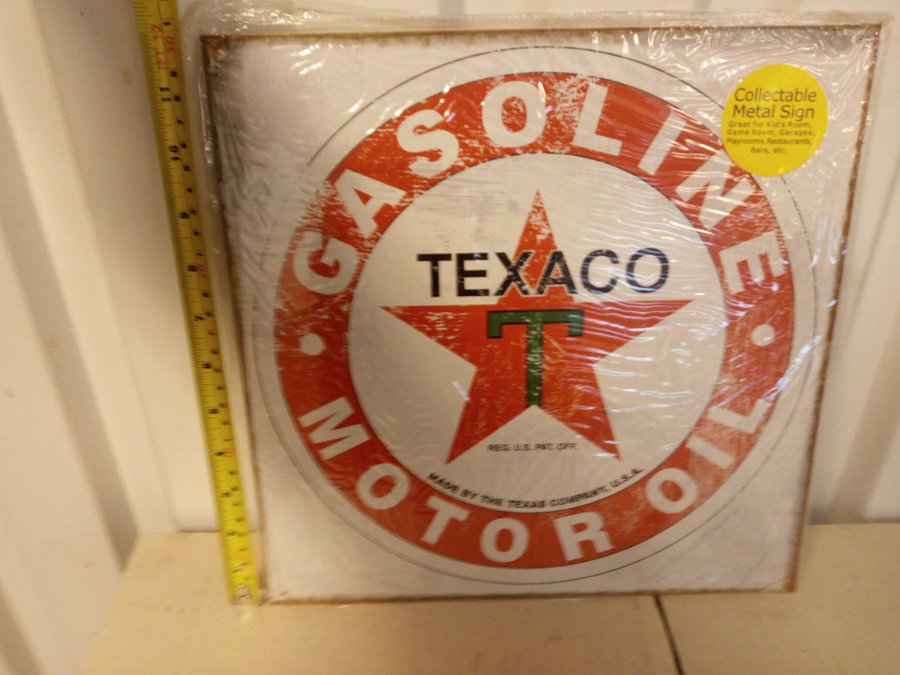 GASOLINE
Collectable
Metal Sign
Great for Kid's Room,
Game Room, Garages,
Playrooms, Restaurants,
Bars, etc.
TEXACO
T
REG. U.S. PAT. OFF.
MADE BY THE TEXAS COMPANY, U.S.A.
MOTOR OIL